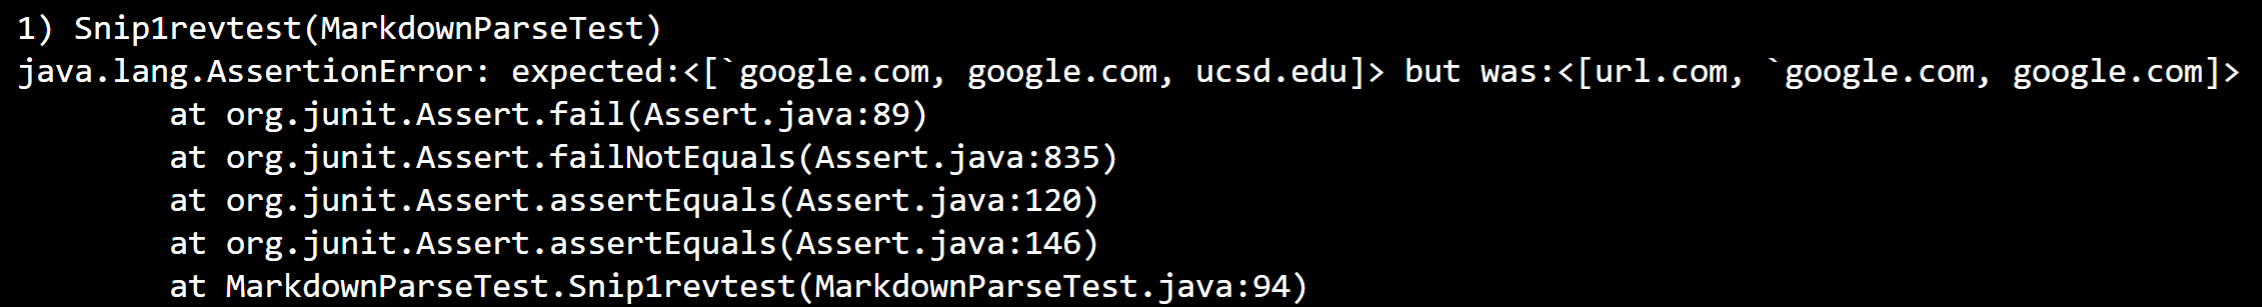 1) Snip1revtest(MarkdownParseTest)
java.lang.AssertionError: expected:<[`google.com, google.com, ucsd.edu]> but was:<[url.com, `google.com, google.com]>
        at org.junit.Assert.fail(Assert.java:89)
        at org.junit.Assert.failNotEquals(Assert.java:835)
        at org.junit.Assert.assertEquals(Assert.java:120)
        at org.junit.Assert.assertEquals(Assert.java:146)
        at MarkdownParseTest.Snip1revtest(MarkdownParseTest.java:94)